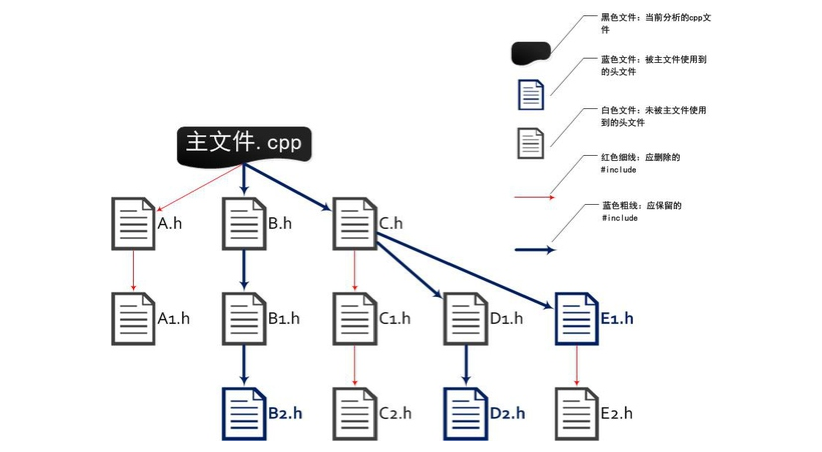 黑色文件：当前分析的cpp文
件
蓝色文件：被主文件使用到
的头文件
白色文件：未被主文件使用
到的头文件
红色细线：应删除的
#include
蓝色粗线：应保留的
#include
主文件.cpp
A.h
B.h
C.h
A1.h
B1.h
C1.h
D1.h
E1.h
B2.h
C2.h
D2.h
E2.h